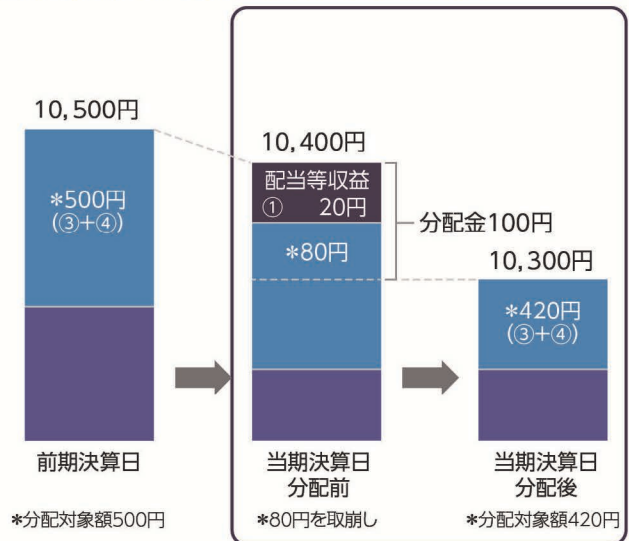 10,500円
*500円
(③+④)
前期決算日
*分配対象額500円
10,400円
配当等収益
① 20円
*80円
分配金100円
当期決算日
分配前
*80円を取崩し
10,300円
*420円
(③+④)
当期決算日
分配後
*分配対象額420円